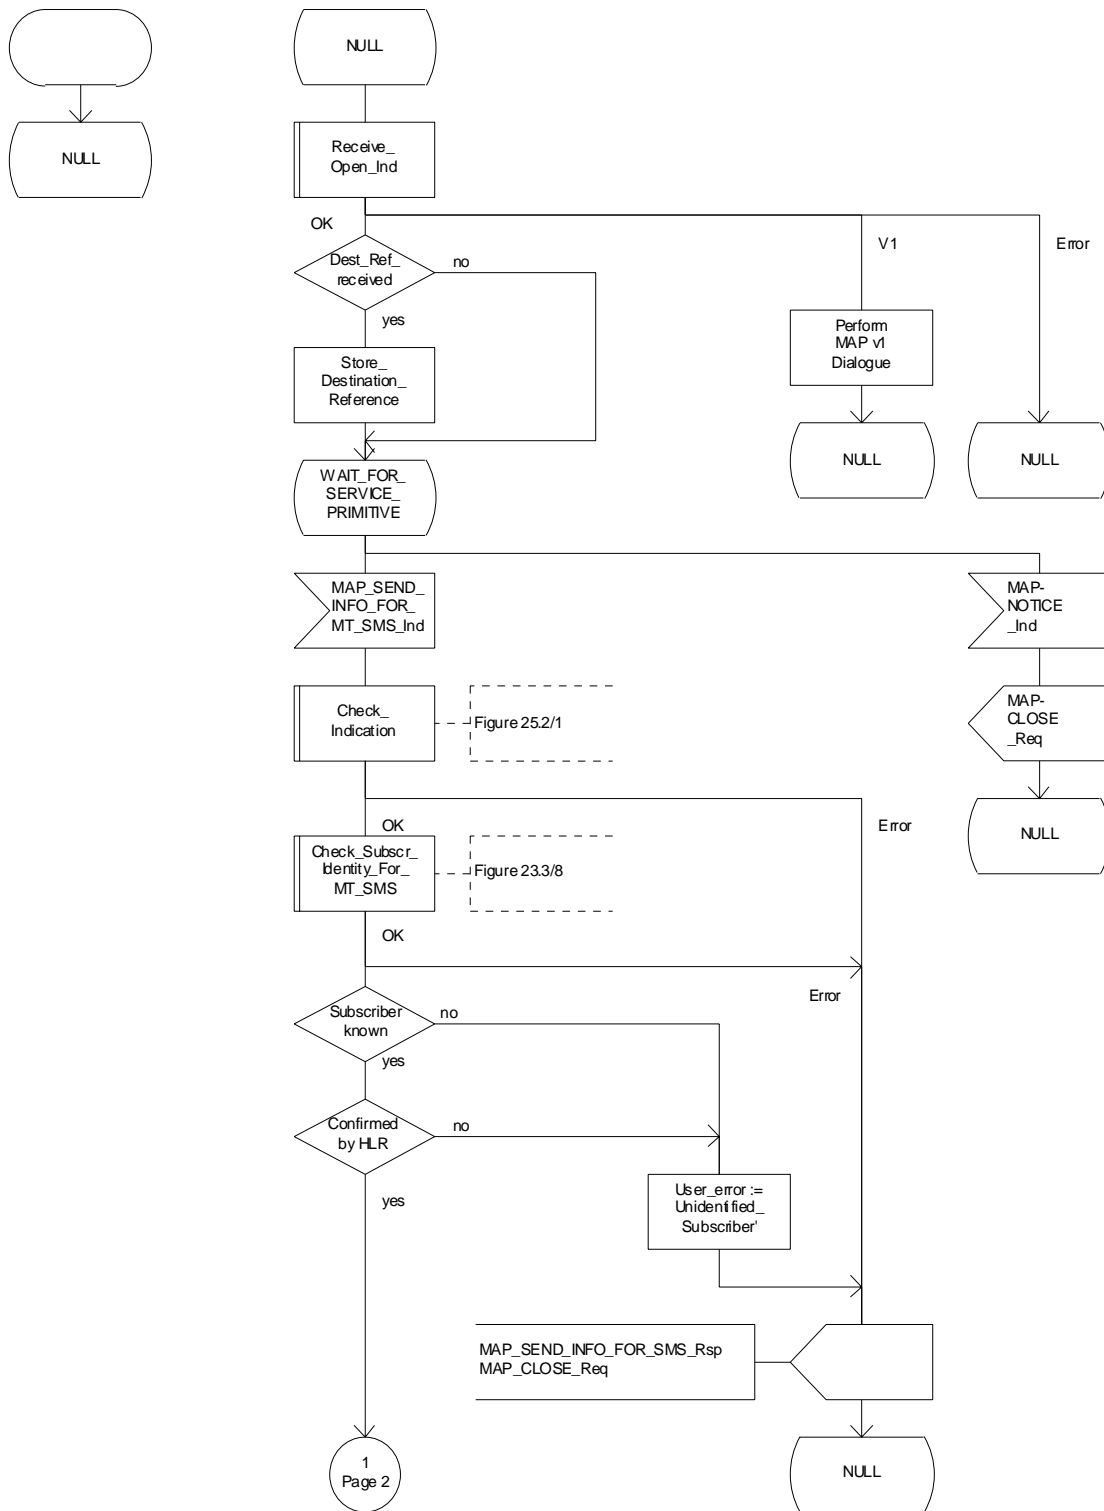 NULL
NULL
Receive_
Open_Ind
OK
V1
Error
Dest_Ref_
received
no
yes
Perform
MAP v1
Dialogue
Store_
Destination_
Reference
NULL
NULL
WAIT_FOR_
SERVICE_
PRIMITIVE
MAP_SEND_
INFO_FOR_
MT_SMS_Ind
MAP-
NOTICE
_Ind
Check_
Indication
Figure 25.2/1
MAP-
CLOSE
_Req
OK
Error
NULL
Check_Subscr_
Identity_For_
MT_SMS
Figure 23.3/8
OK
Error
Subscriber
known
no
yes
Confirmed
by HLR
no
yes
User_error :=
Unidentified_
Subscriber'
MAP_SEND_INFO_FOR_SMS_Rsp
MAP_CLOSE_Req
1
Page 2
NULL